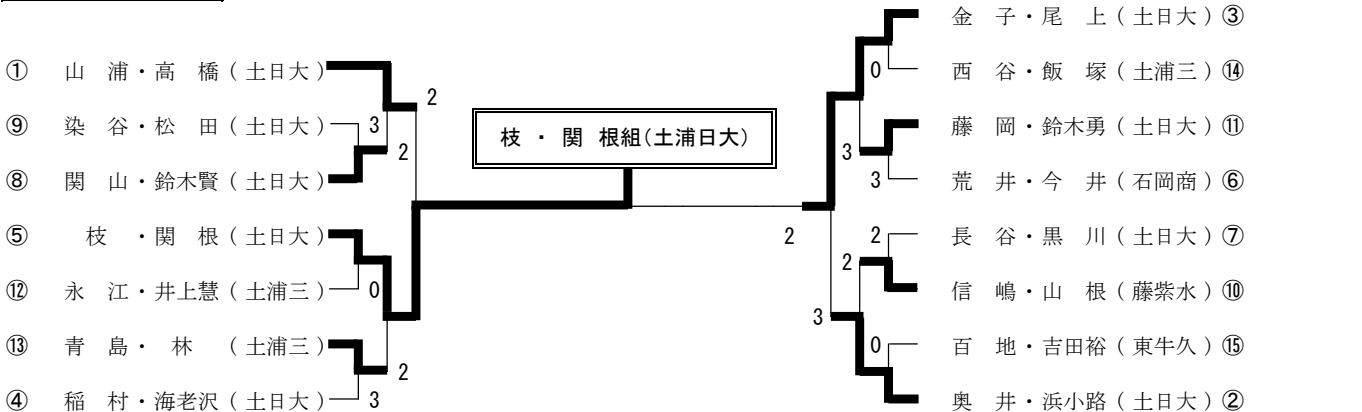 金 子・尾 上(土日大)③
① 山 浦・高 橋(土日大)
0 西 谷・飯 塚(土浦三)⑭
2
⑨ 染 谷・松 田(土日大) 3
枝 ・ 関 根組(土浦日大)
藤 岡・鈴木勇(土日大)⑪
2
3
⑧ 関 山・鈴木賢(土日大)
3 荒 井・今 井(石岡商)⑥
⑤ 枝 ・関 根(土日大)
2
2 長 谷・黒 川(土日大)⑦
2
⑫ 永 江・井上慧(土浦三) 0
信 嶋・山 根(藤紫水)⑩
3
⑬ 青 島・ 林 (土浦三)
0 百 地・吉田裕(東牛久)⑮
2
④ 稲 村・海老沢(土日大) 3
奥 井・浜小路(土日大)②